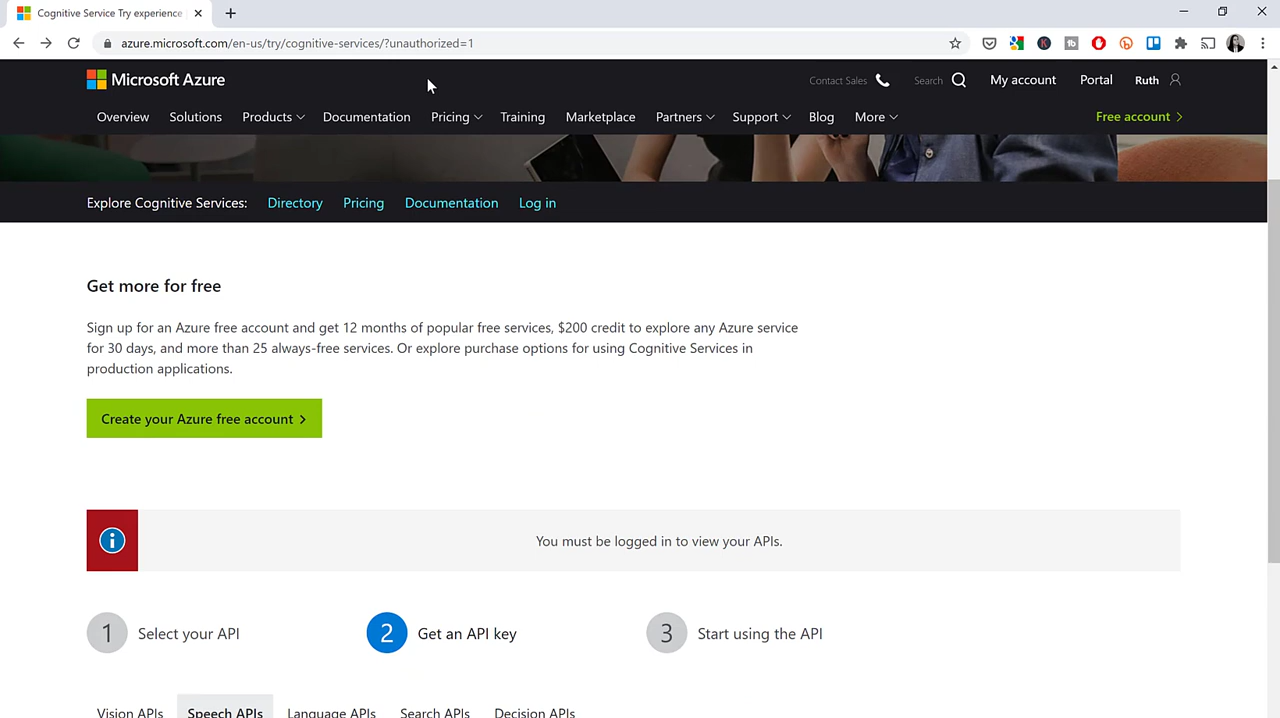 Cognitive Service Try experience
azure.microsoft.com/en-us/try/cognitive-services/?unauthorized=1
Microsoft Azure
Contact Sales
Search
My account
Portal
Ruth
Overview
Solutions
Products
Documentation
Pricing
Training
Marketplace
Partners
Support
Blog
More
Free account
Explore Cognitive Services:
Directory
Pricing
Documentation
Log in
Get more for free
Sign up for an Azure free account and get 12 months of popular free services, $200 credit to explore any Azure service
for 30 days, and more than 25 always-free services. Or explore purchase options for using Cognitive Services in
production applications.
Create your Azure free account
You must be logged in to view your APIs.
1 Select your API
2 Get an API key
3 Start using the API
Vision APIs
Speech APIs
Language APIs
Search APIs
Decision APIs